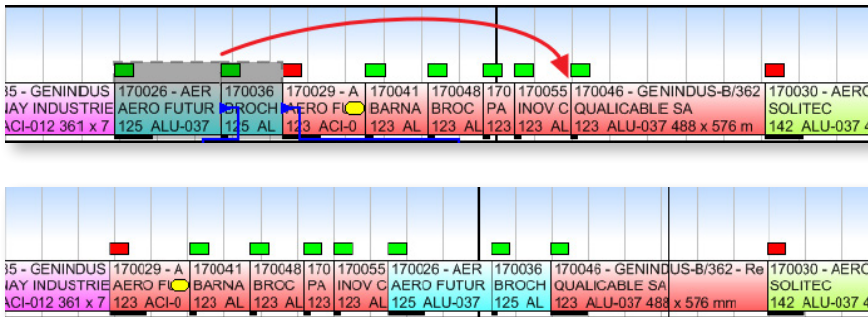 35 - GENINDUS 170026 - AER 170036 170029 - A 170041 170048 170 170055 170046 - GENINDUS-B/362 170030 - AERO
NAY INDUSTRIE AERO FUTUR BROCH AERO FU BARNA BROC PA INOV C QUALICABLE SA SOLITEC
ACI-012 361 x 7 125 ALU-037 125 AL 123 ACI-0 123 AL 123 AL 123 123 AL 123 ALU-037 488 x 576 m 142 ALU-037 4
35 - GENINDUS 170029 - A 170041 170048 170 170055 170026 - AER 170036 170046 - GENINDUS-B/362 - Re 170030 - AERO
NAY INDUSTRIE AERO FU BARNA BROC PA INOV C AERO FUTUR BROCH QUALICABLE SA SOLITEC
ACI-012 361 x 7 123 ACI-0 123 AL 123 AL 123 123 AL 125 ALU-037 125 AL 123 ALU-037 488 x 576 mm 142 ALU-037 4